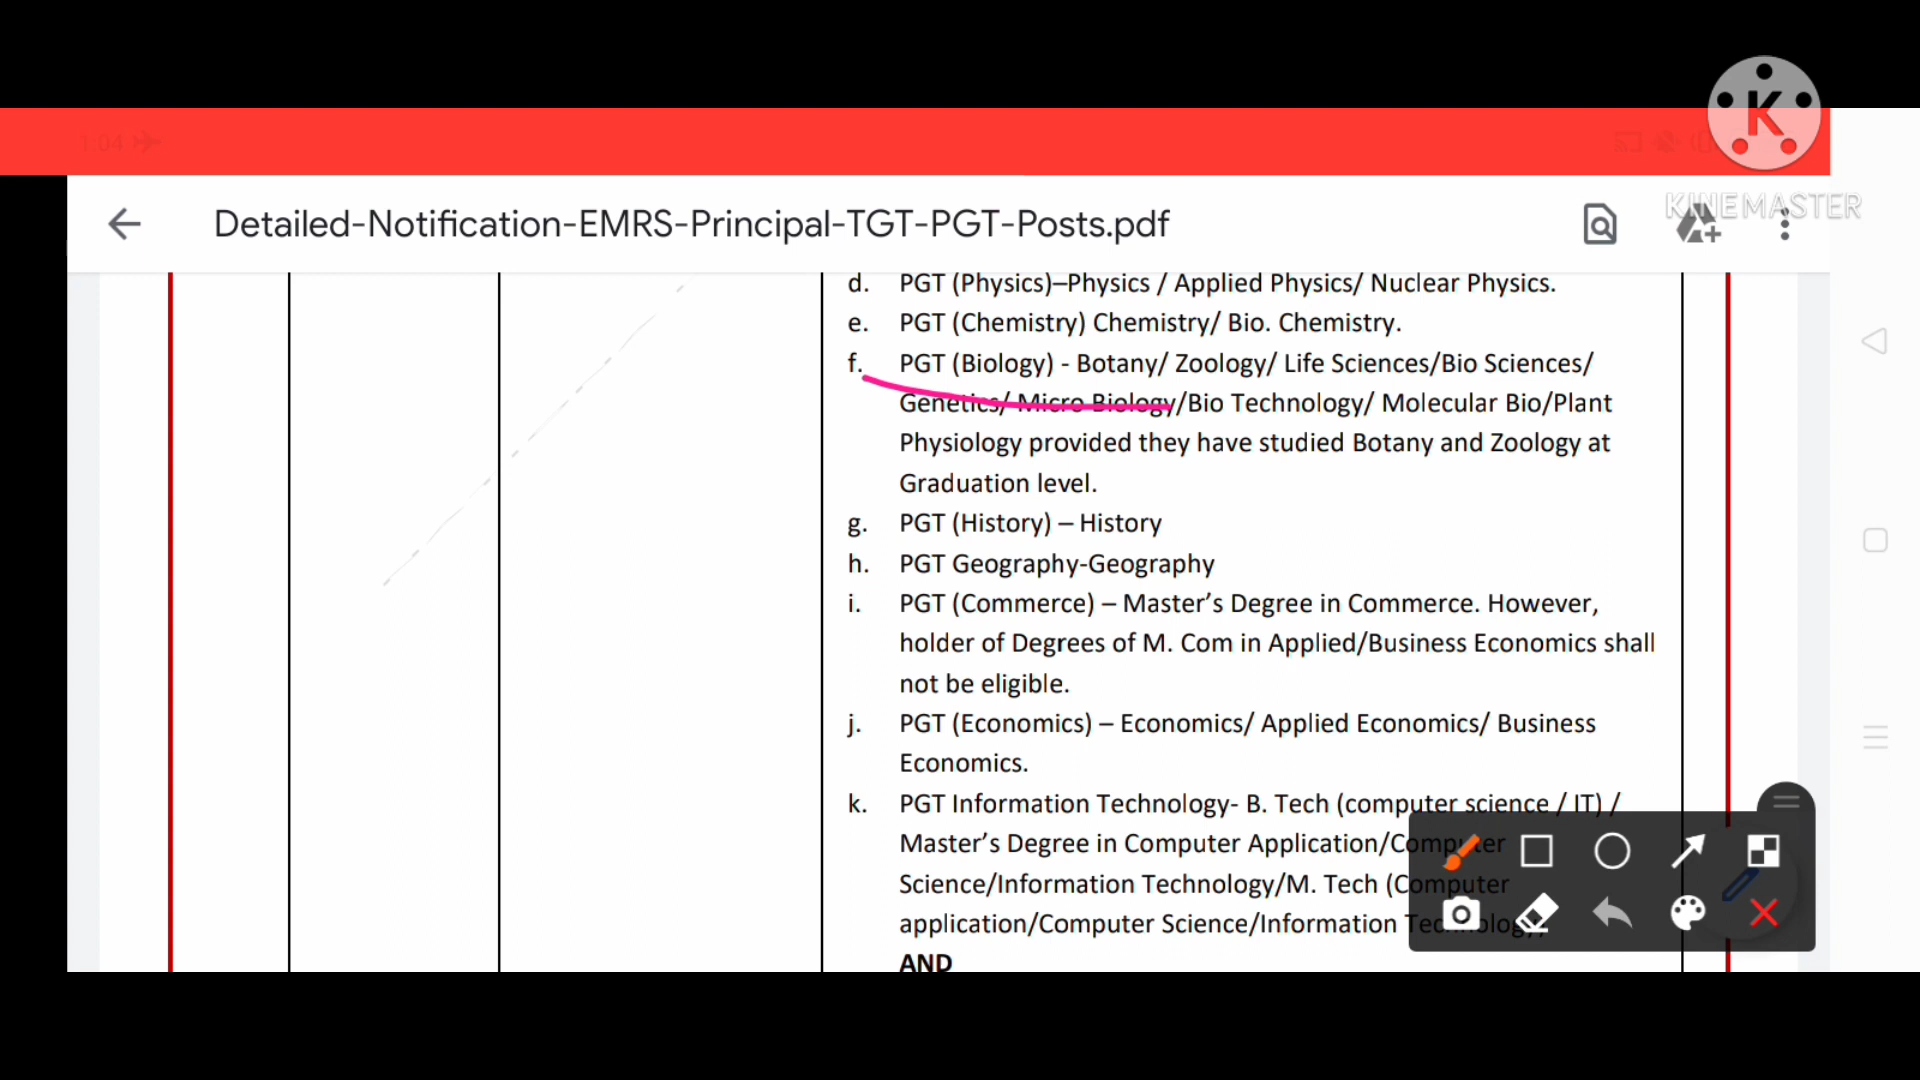 1:04
K
KINEMASTER
Detailed-Notification-EMRS-Principal-TGT-PGT-Posts.pdf
d. PGT (Physics)–Physics / Applied Physics/ Nuclear Physics.
e. PGT (Chemistry) Chemistry/ Bio. Chemistry.
f. PGT (Biology) - Botany/ Zoology/ Life Sciences/Bio Sciences/
Genetics/ Micro Biology/Bio Technology/ Molecular Bio/Plant
Physiology provided they have studied Botany and Zoology at
Graduation level.
g. PGT (History) – History
h. PGT Geography-Geography
i. PGT (Commerce) – Master’s Degree in Commerce. However,
holder of Degrees of M. Com in Applied/Business Economics shall
not be eligible.
j. PGT (Economics) – Economics/ Applied Economics/ Business
Economics.
k. PGT Information Technology- B. Tech (computer science / IT) /
Master’s Degree in Computer Application/Computer
Science/Information Technology/M. Tech (Computer
application/Computer Science/Information Technology)
AND